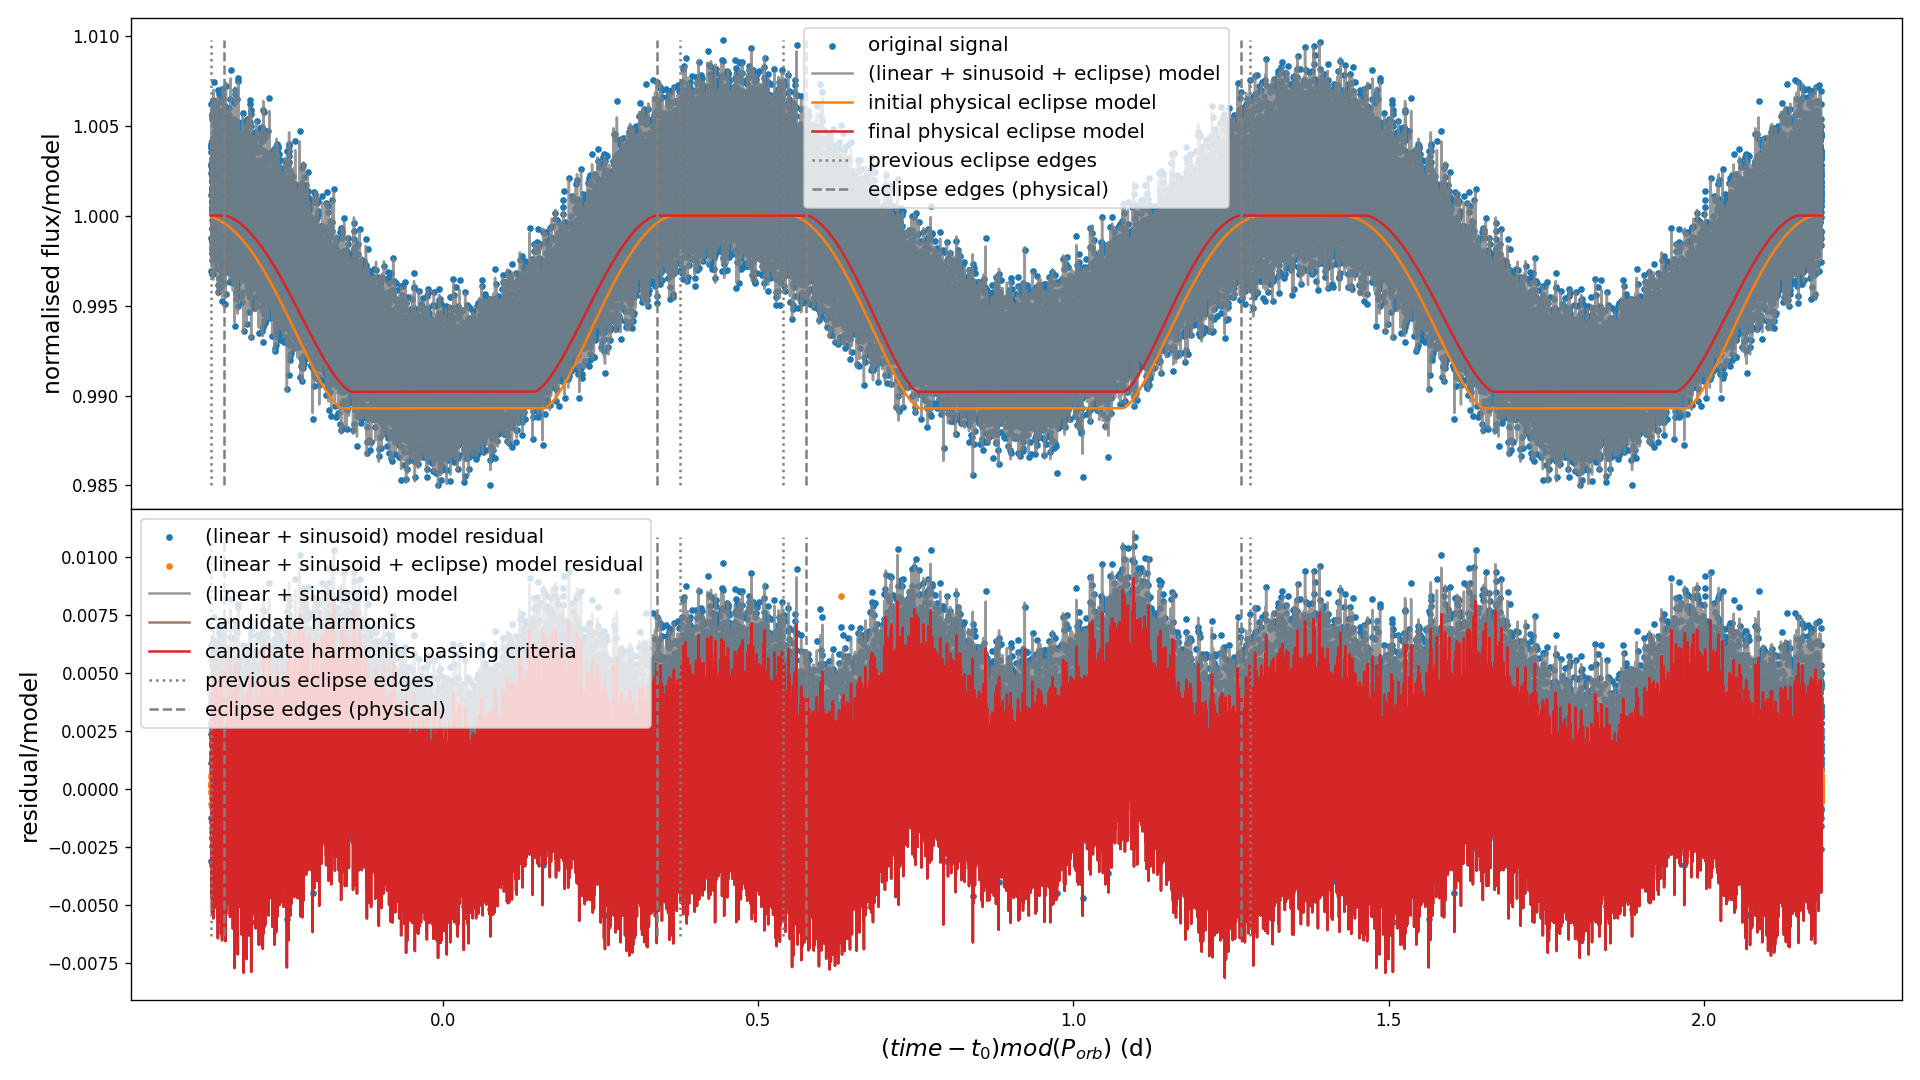 1.010
1.005
1.000
0.995
0.990
0.985
normalised flux/model
original signal
(linear + sinusoid + eclipse) model
initial physical eclipse model
final physical eclipse model
previous eclipse edges
eclipse edges (physical)
0.0100
0.0075
0.0050
0.0025
0.0000
−0.0025
−0.0050
−0.0075
residual/model
(linear + sinusoid) model residual
(linear + sinusoid + eclipse) model residual
(linear + sinusoid) model
candidate harmonics
candidate harmonics passing criteria
previous eclipse edges
eclipse edges (physical)
0.0 0.5 1.0 1.5 2.0
(time − t₀)mod(P_orb) (d)